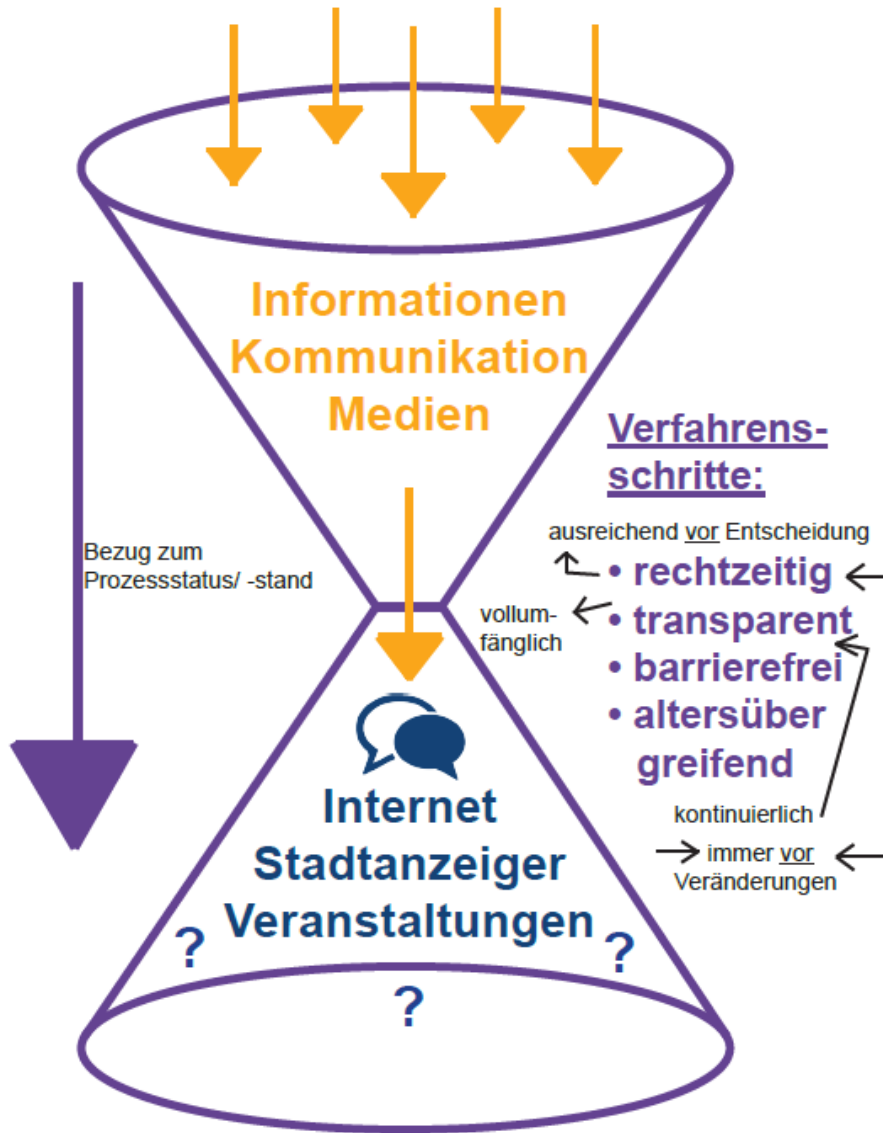 Informationen
Kommunikation
Medien
Verfahrens-
schritte:
ausreichend vor Entscheidung
• rechtzeitig
• transparent
• barrierefrei
• altersüber
greifend
vollum-
fänglich
Bezug zum
Prozessstatus/ -stand
kontinuierlich
immer vor
Veränderungen
Internet
Stadtanzeiger
Veranstaltungen
?
?
?